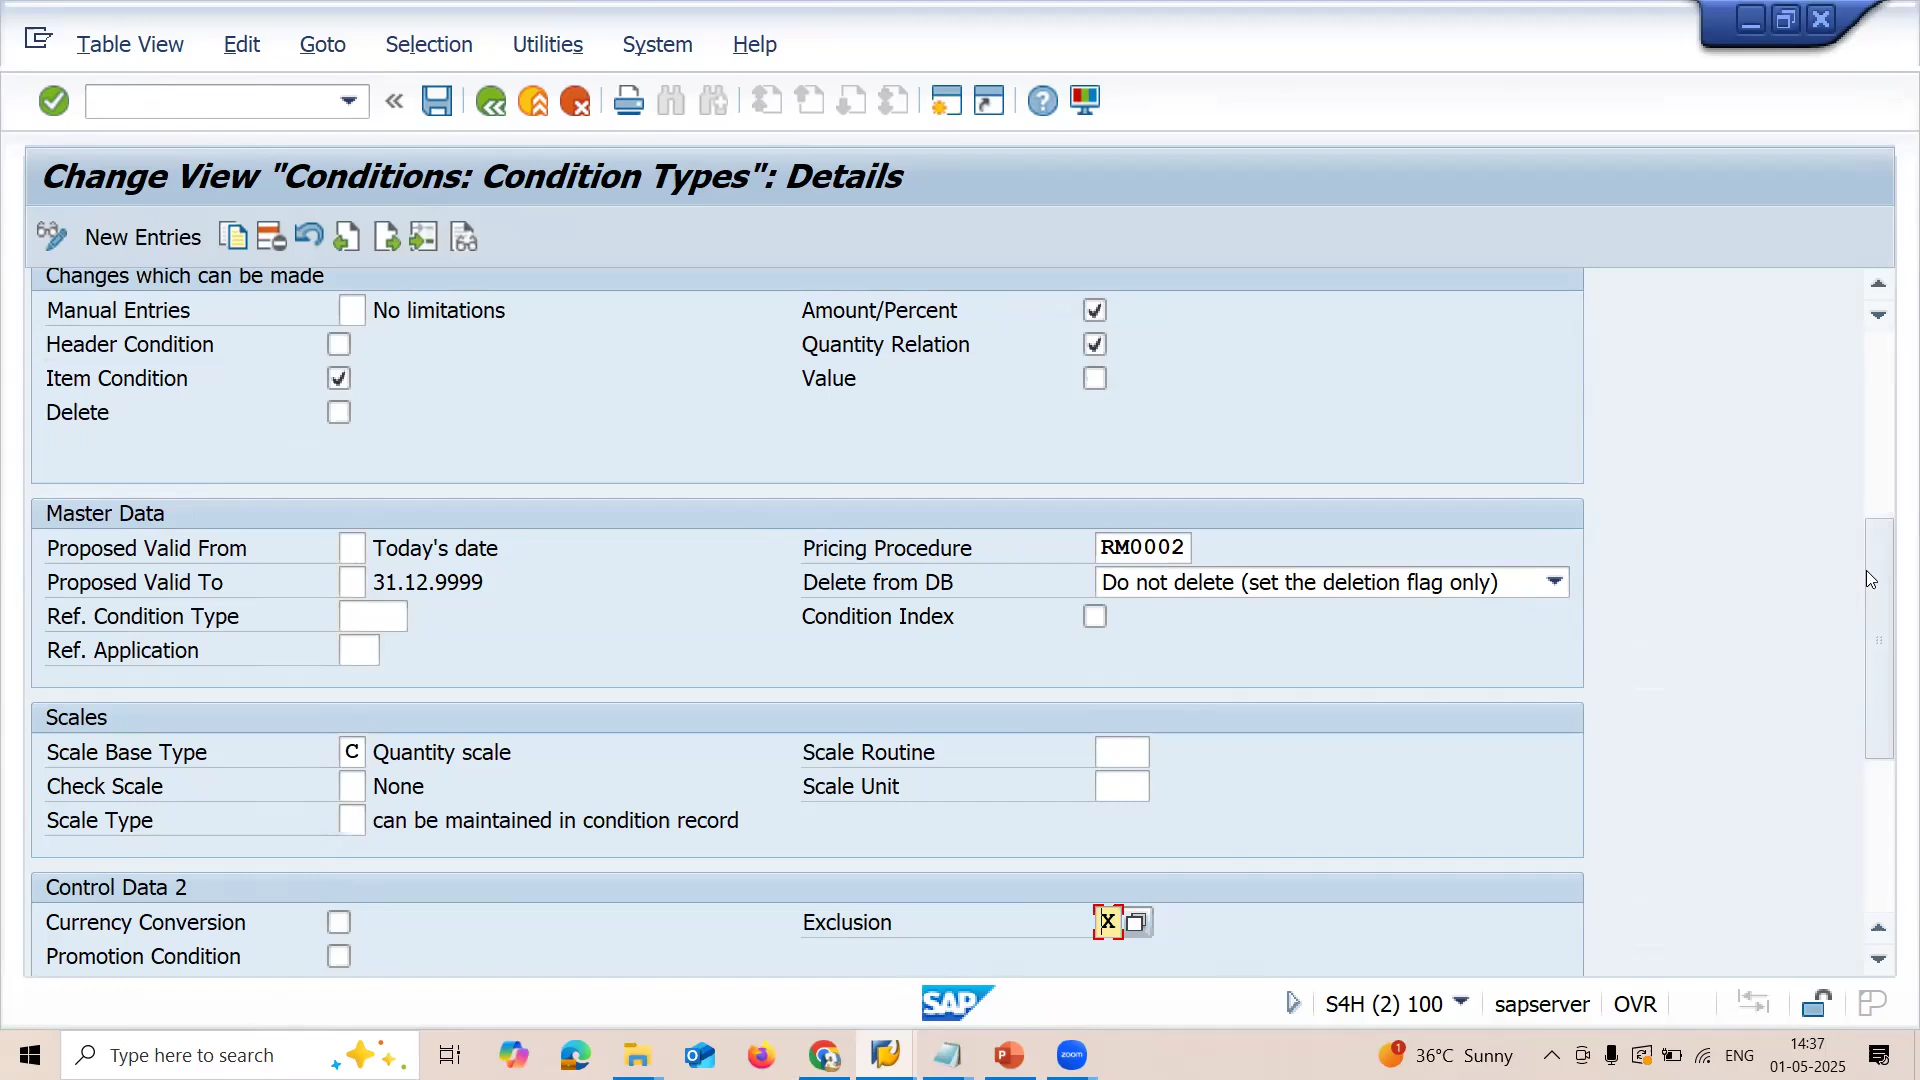 Table View Edit Goto Selection Utilities System Help
Change View "Conditions: Condition Types": Details
New Entries
Changes which can be made
Manual Entries No limitations Amount/Percent
Header Condition Quantity Relation
Item Condition Value
Delete
Master Data
Proposed Valid From Today's date Pricing Procedure RM0002
Proposed Valid To 31.12.9999 Delete from DB Do not delete (set the deletion flag only)
Ref. Condition Type Condition Index
Ref. Application
Scales
Scale Base Type C Quantity scale Scale Routine
Check Scale None Scale Unit
Scale Type can be maintained in condition record
Control Data 2
Currency Conversion Exclusion X
Promotion Condition
SAP S4H (2) 100 sapserver OVR
Type here to search zoom 1 36°C Sunny ENG 14:37
01-05-2025